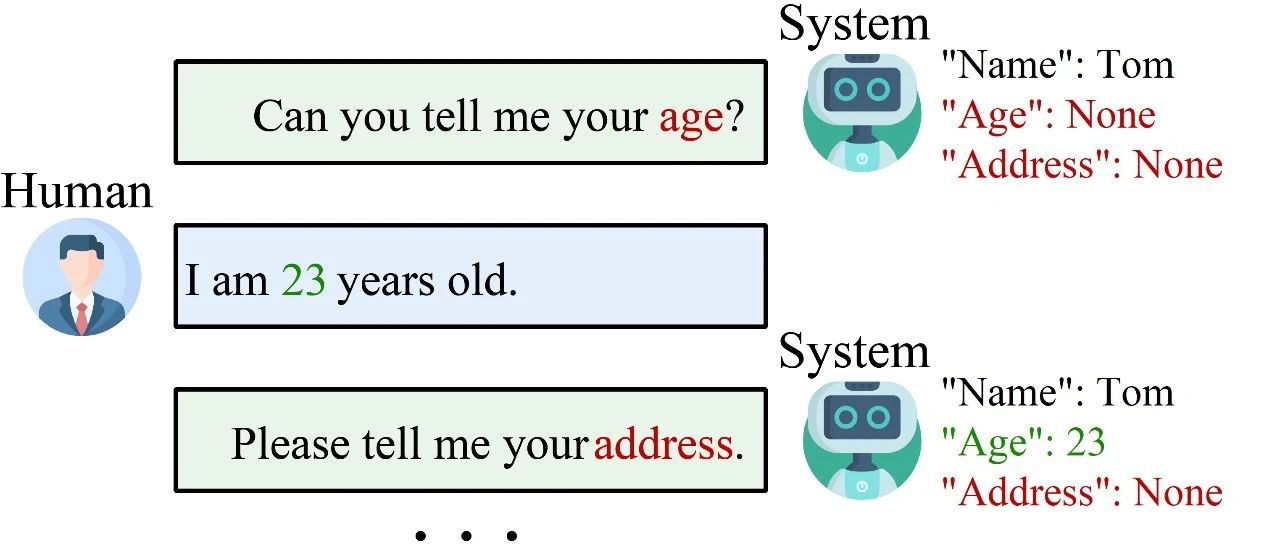 System
"Name": Tom
Can you tell me your age?
"Age": None
"Address": None
Human
I am 23 years old.
System
"Name": Tom
Please tell me your address.
"Age": 23
"Address": None
. . .